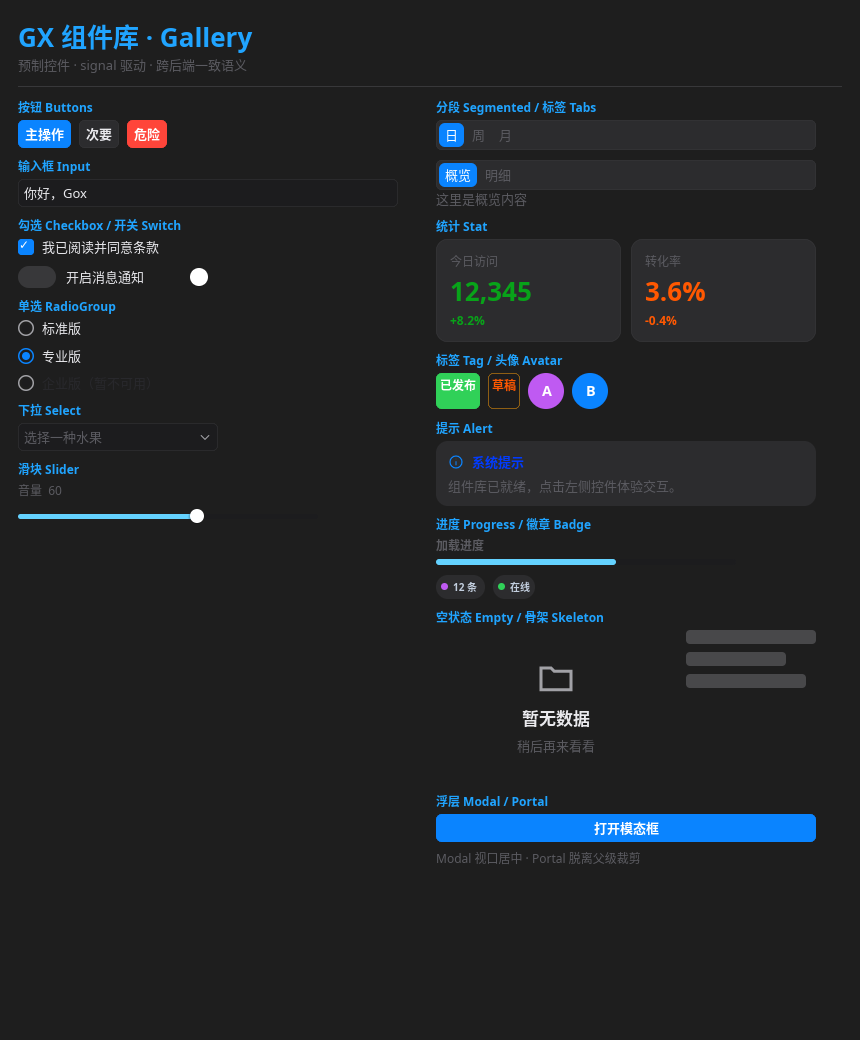 GX 组件库 · Gallery
预制控件 · signal 驱动 · 跨后端一致语义
按钮 Buttons
主操作 次要 危险
输入框 Input
你好，Gox
勾选 Checkbox / 开关 Switch
我已阅读并同意条款
开启消息通知
单选 RadioGroup
标准版
专业版
企业版（暂不可用）
下拉 Select
选择一种水果
滑块 Slider
音量 60
分段 Segmented / 标签 Tabs
日 周 月
概览 明细
这里是概览内容
统计 Stat
今日访问
12,345
+8.2%
转化率
3.6%
-0.4%
标签 Tag / 头像 Avatar
已发布 草稿 A B
提示 Alert
系统提示
组件库已就绪，点击左侧控件体验交互。
进度 Progress / 徽章 Badge
加载进度
12 条 在线
空状态 Empty / 骨架 Skeleton
暂无数据
稍后再来看看
浮层 Modal / Portal
打开模态框
Modal 视口居中 · Portal 脱离父级裁剪